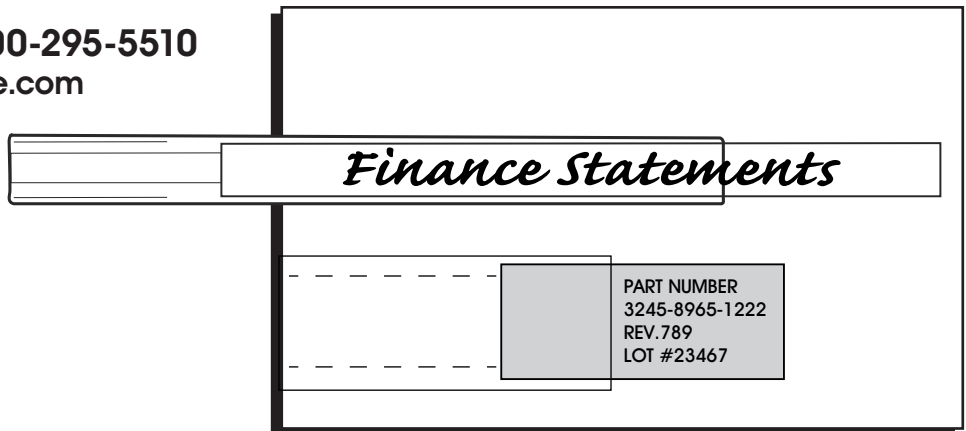 00-295-5510
e.com
Finance Statements
PART NUMBER
3245-8965-1222
REV.789
LOT #23467